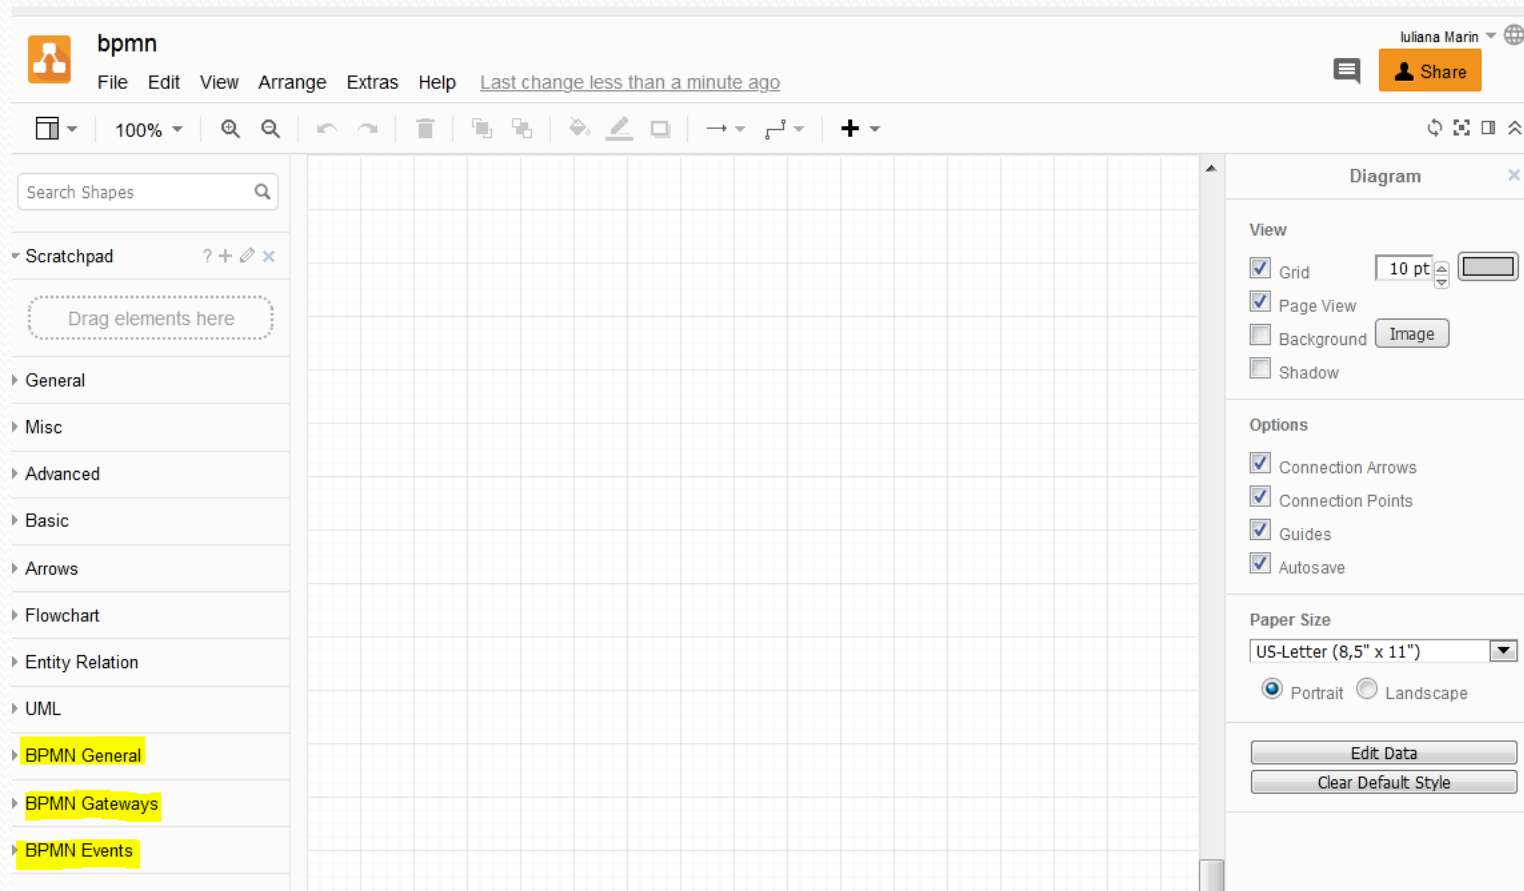 bpmn
Iuliana Marin
File Edit View Arrange Extras Help Last change less than a minute ago
Share
100%
Search Shapes
Scratchpad
?
Drag elements here
General
Misc
Advanced
Basic
Arrows
Flowchart
Entity Relation
UML
BPMN General
BPMN Gateways
BPMN Events
Diagram
View
Grid 10 pt
Page View
Background Image
Shadow
Options
Connection Arrows
Connection Points
Guides
Autosave
Paper Size
US-Letter (8,5" x 11")
Portrait Landscape
Edit Data
Clear Default Style